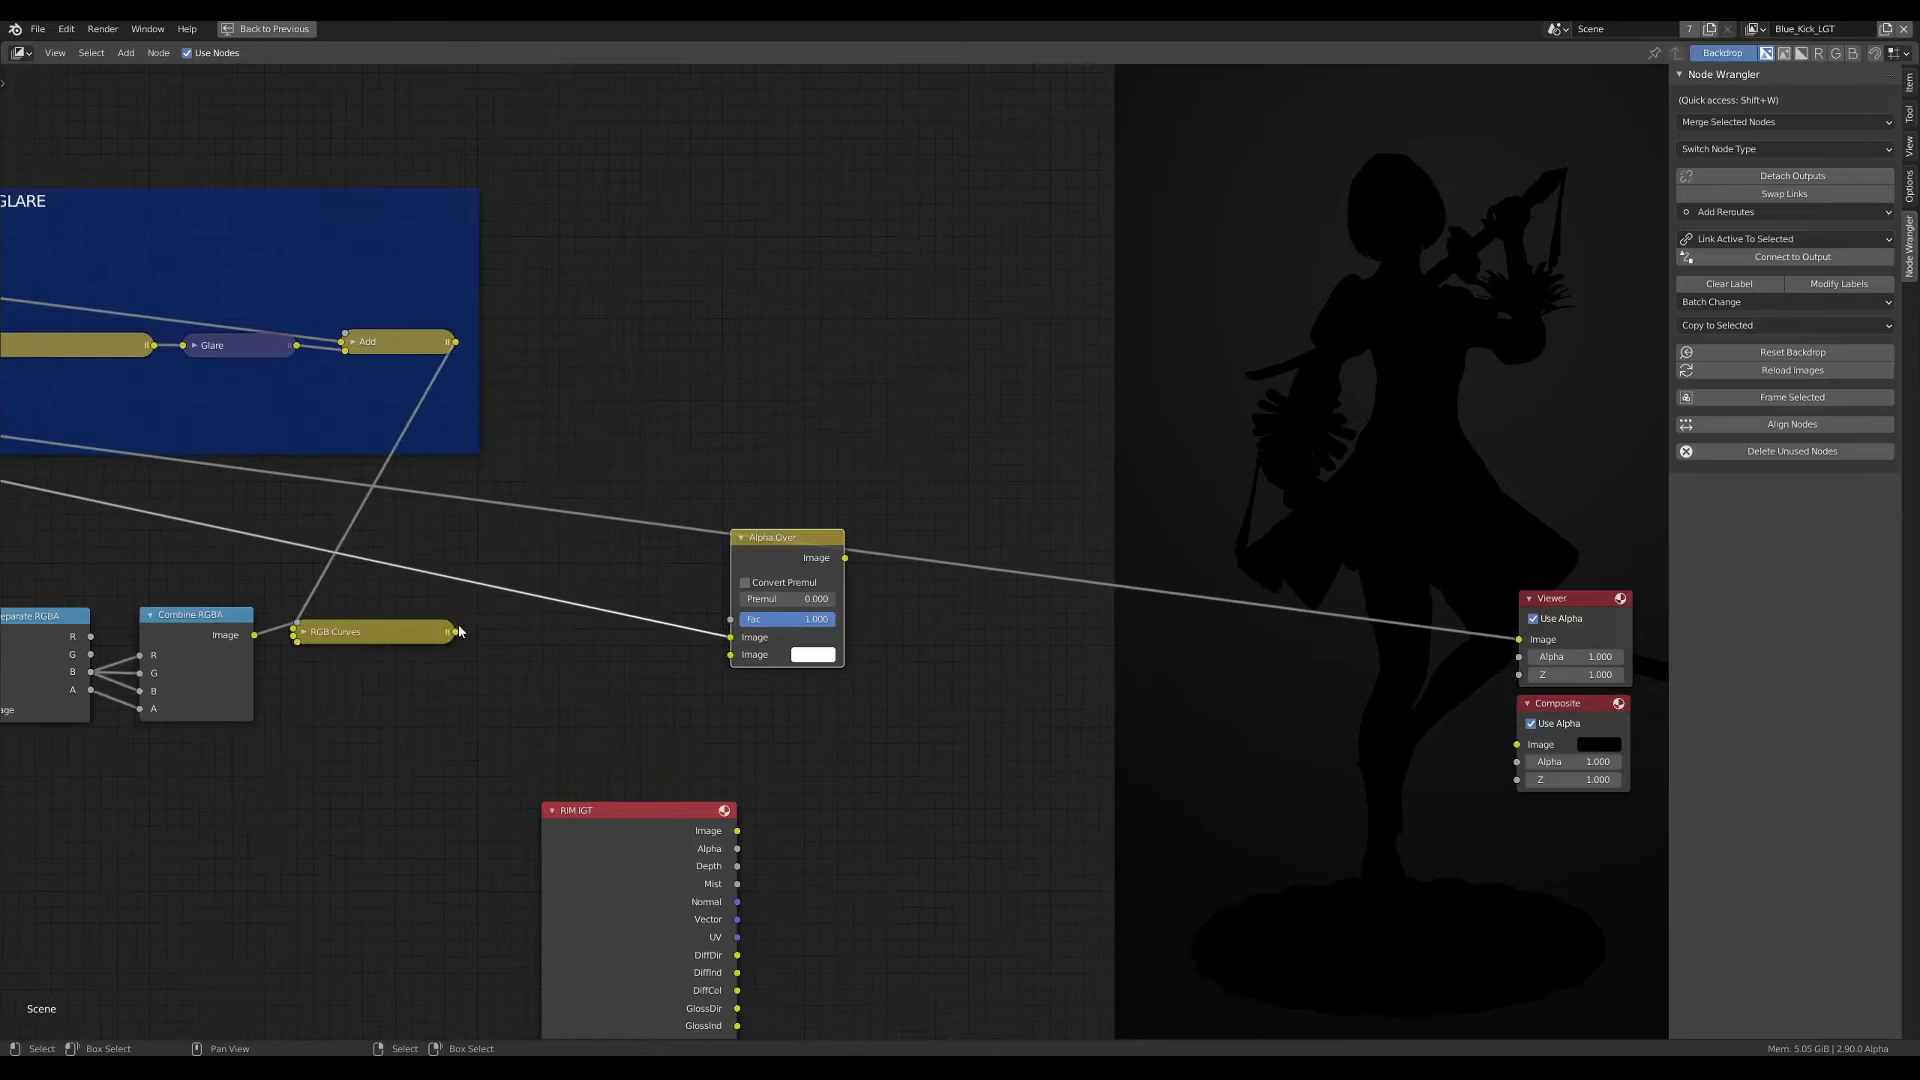 File Edit Render Window Help Back to Previous Scene 7 Blue_Kick_LGT
View Select Add Node Use Nodes Backdrop R G B
Node Wrangler
(Quick access: Shift+W)
Merge Selected Nodes
Switch Node Type
Detach Outputs
Swap Links
Add Reroutes
Link Active To Selected
Connect to Output
Clear Label Modify Labels
Batch Change
Copy to Selected
Reset Backdrop
Reload Images
Frame Selected
Align Nodes
Delete Unused Nodes
Item
Tool
View
Options
Node Wrangler
GLARE
Glare
Add
Alpha Over
Image
Convert Premul
Premul 0.000
Fac 1.000
Image
Image
eparate RGBA
R
G
B
A
age
Combine RGBA
Image
R
G
B
A
RGB Curves
Viewer
Use Alpha
Image
Alpha 1.000
Z 1.000
Composite
Use Alpha
Image
Alpha 1.000
Z 1.000
RIM lGT
Image
Alpha
Depth
Mist
Normal
Vector
UV
DiffDir
DiffInd
DiffCol
GlossDir
GlossInd
Scene
Select Box Select Pan View Select Box Select Mem: 5.05 GiB | 2.90.0 Alpha